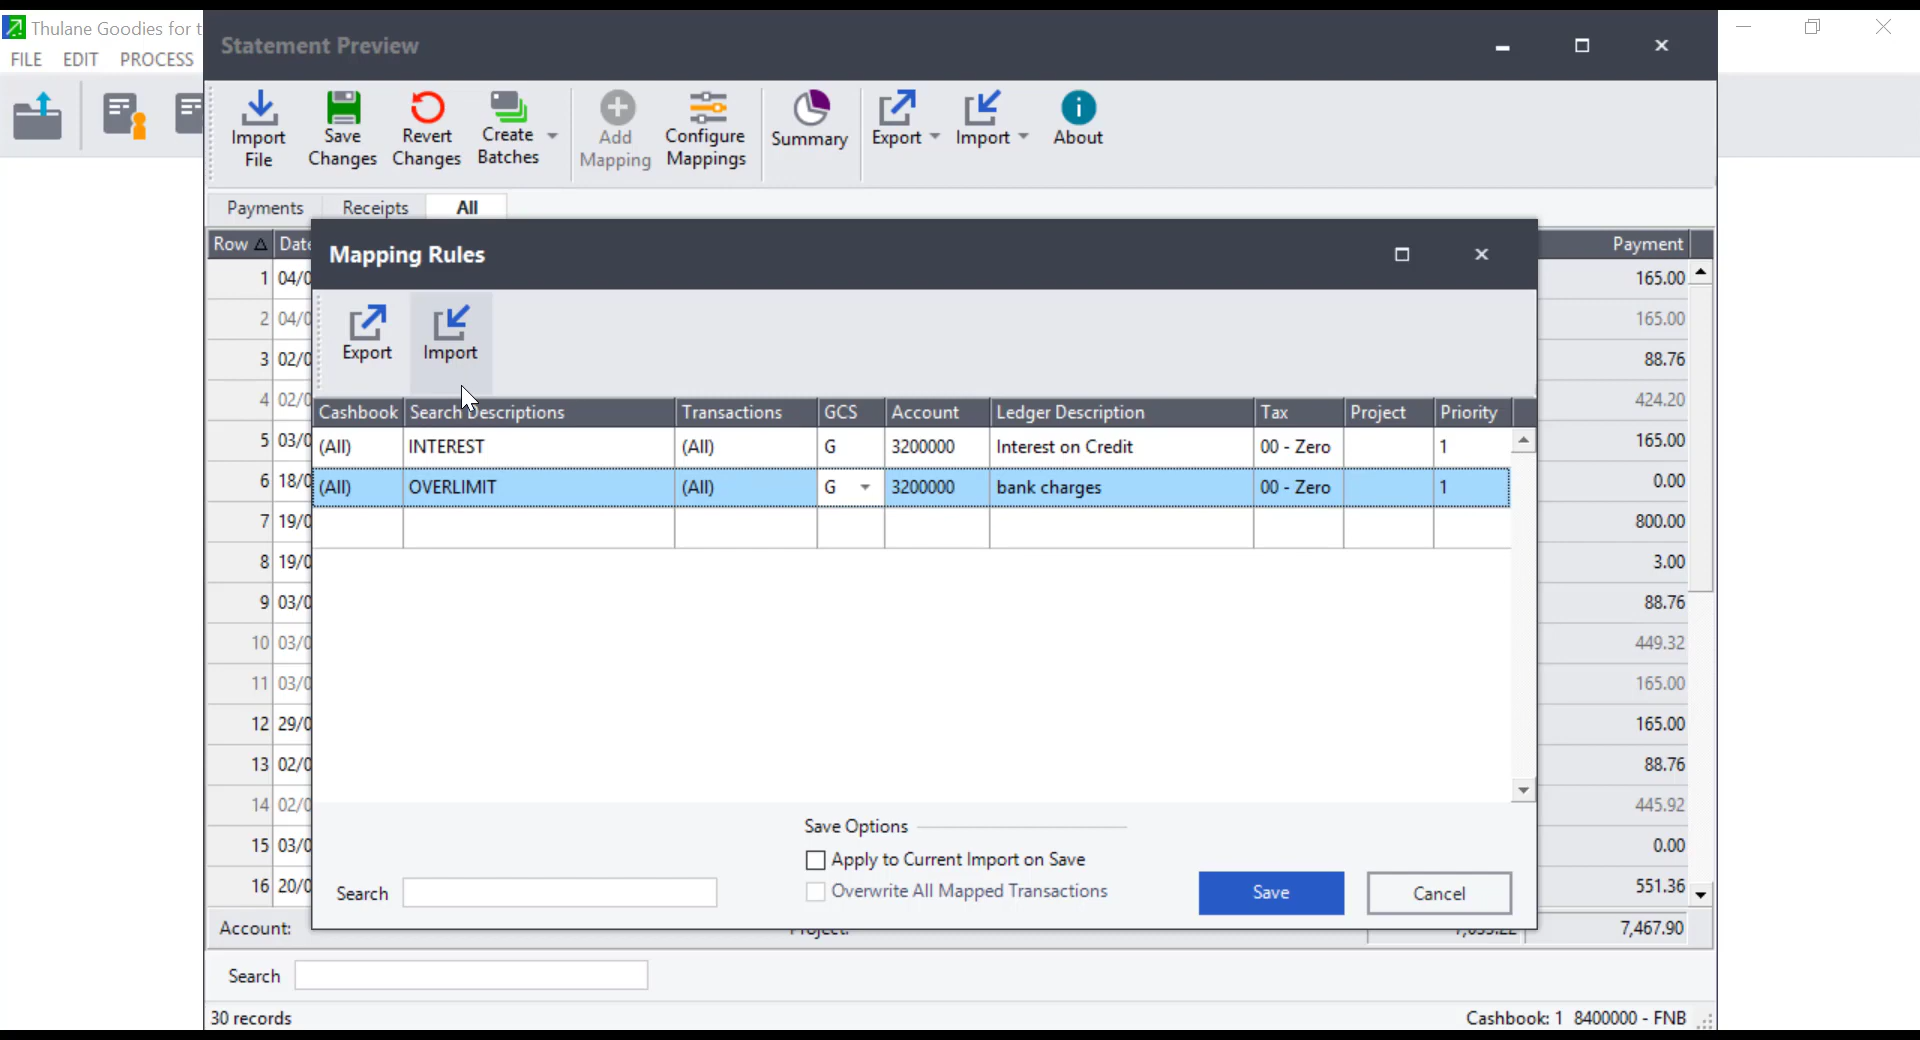 Thulane Goodies for t
FILE EDIT PROCESS
Statement Preview
Import File
Save Changes
Revert Changes
Create Batches
Add Mapping
Configure Mappings
Summary
Export
Import
About
Payments Receipts All
Row Date Payment
1 04/0 165.00
2 04/0 165.00
3 02/0 88.76
4 02/0 424.20
5 03/0 165.00
6 18/0 0.00
7 19/0 800.00
8 19/0 3.00
9 03/0 88.76
10 03/0 449.32
11 03/0 165.00
12 29/0 165.00
13 02/0 88.76
14 02/0 445.92
15 03/0 0.00
16 20/0 551.36
Mapping Rules
Export Import
Cashbook Search Descriptions Transactions GCS Account Ledger Description Tax Project Priority
(All) INTEREST (All) G 3200000 Interest on Credit 00 - Zero 1
(All) OVERLIMIT (All) G 3200000 bank charges 00 - Zero 1
Save Options
Apply to Current Import on Save
Overwrite All Mapped Transactions
Search
Save Cancel
Account: Project: 7,467.90
Search
30 records Cashbook: 1 8400000 - FNB